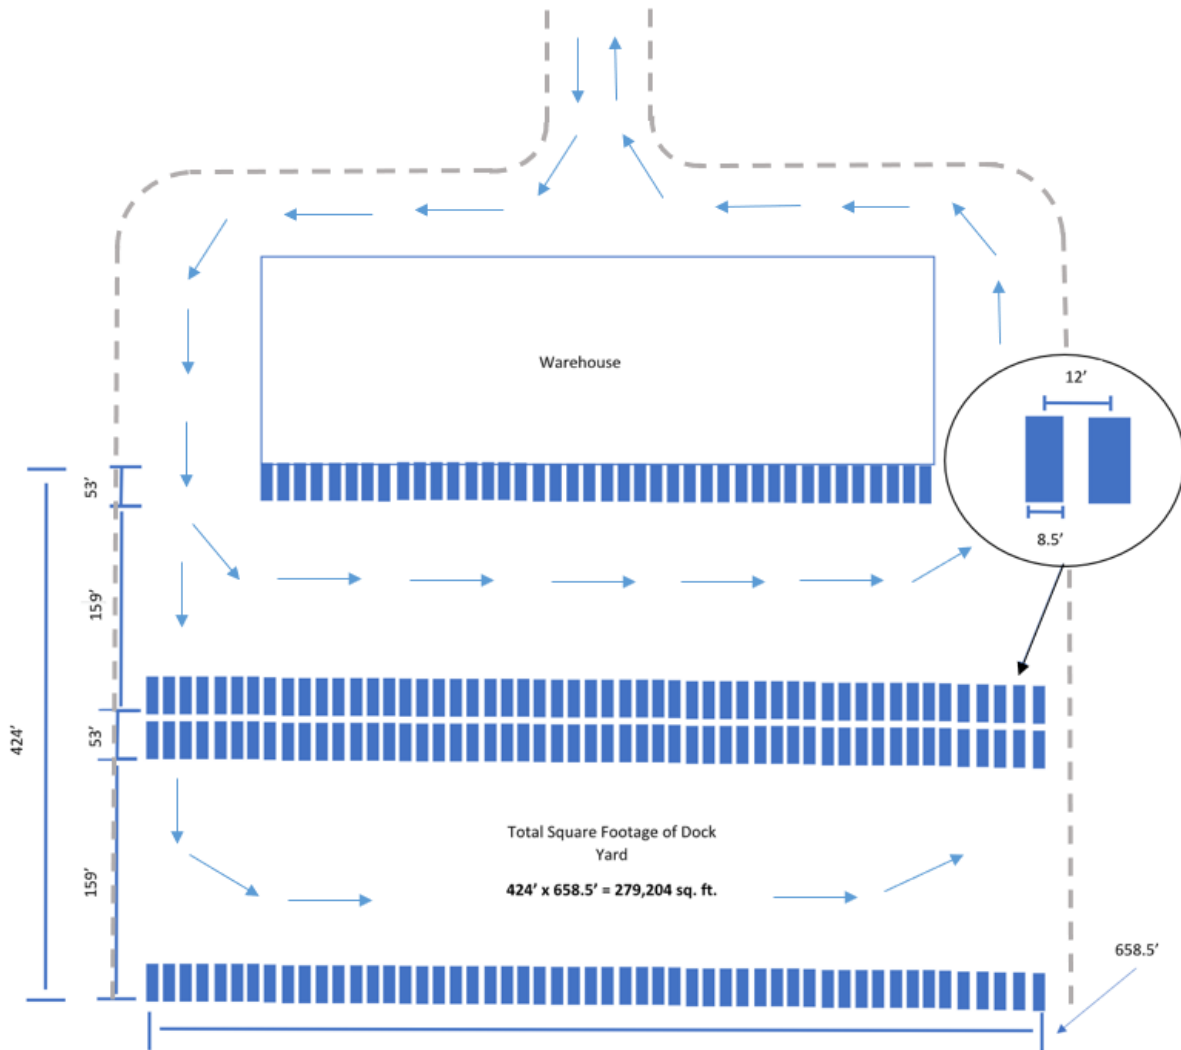 Warehouse
12’
8.5’
53’
159’
424’
53’
159’
Total Square Footage of Dock
Yard
424’ x 658.5’ = 279,204 sq. ft.
658.5’